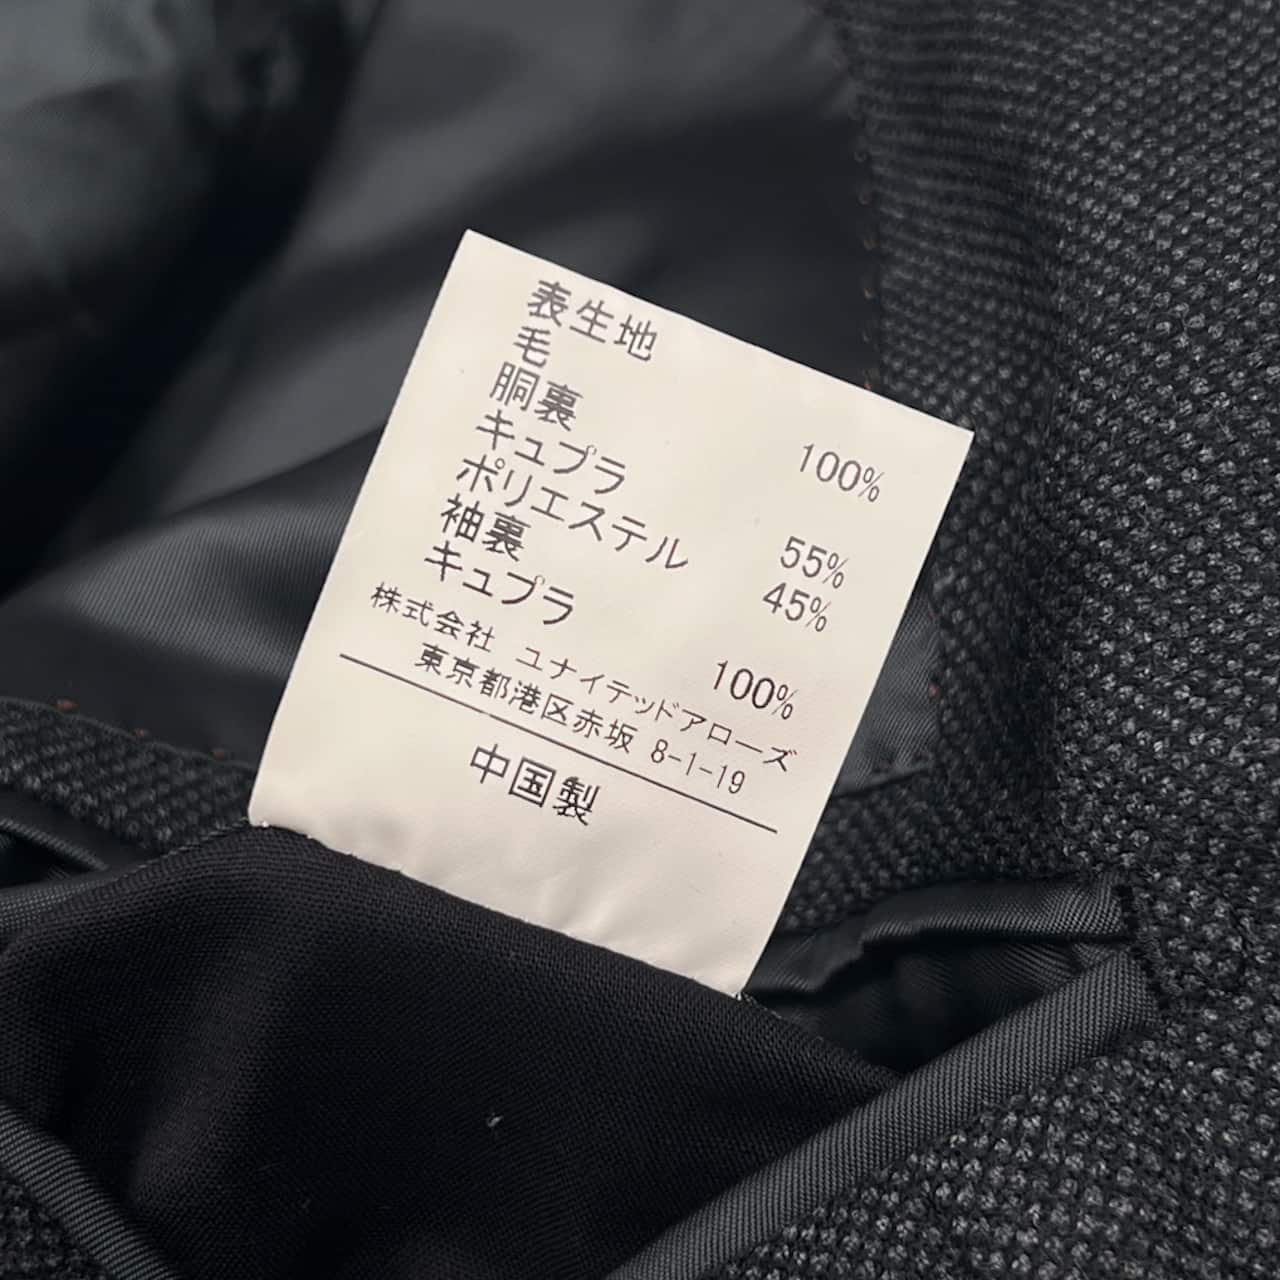 表生地
毛 100%
胴裏
キュプラ 55%
ポリエステル 45%
袖裏
キュプラ 100%
株式会社 ユナイテッドアローズ
東京都港区赤坂 8-1-19
中国製